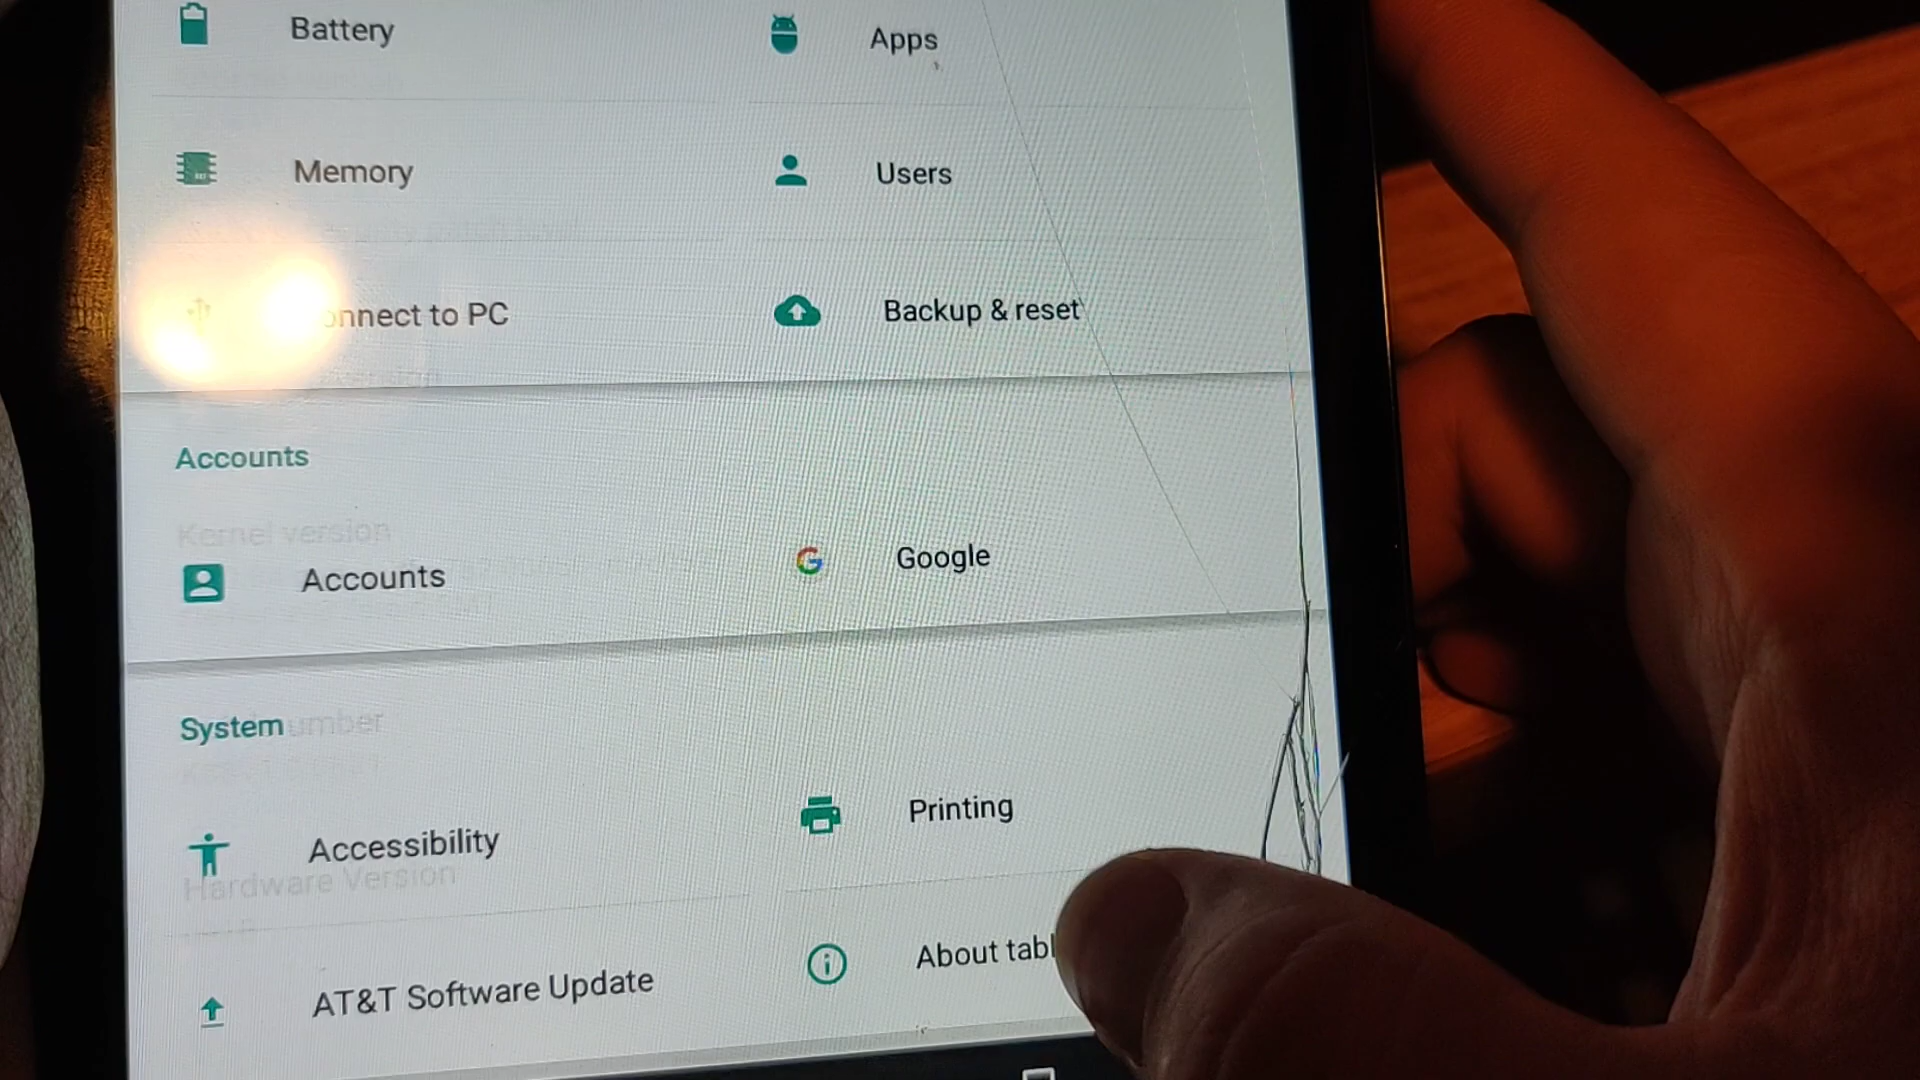 Battery
Apps
Memory
Users
onnect to PC
Backup & reset
Accounts
Kernel version
Accounts
Google
System
umber
Accessibility
Printing
Hardware Version
About tabl
AT&T Software Update